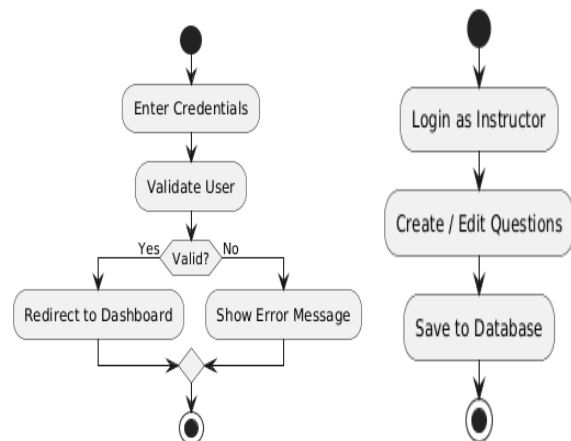 Enter Credentials
Validate User
Yes
Valid?
No
Redirect to Dashboard
Show Error Message
Login as Instructor
Create / Edit Questions
Save to Database